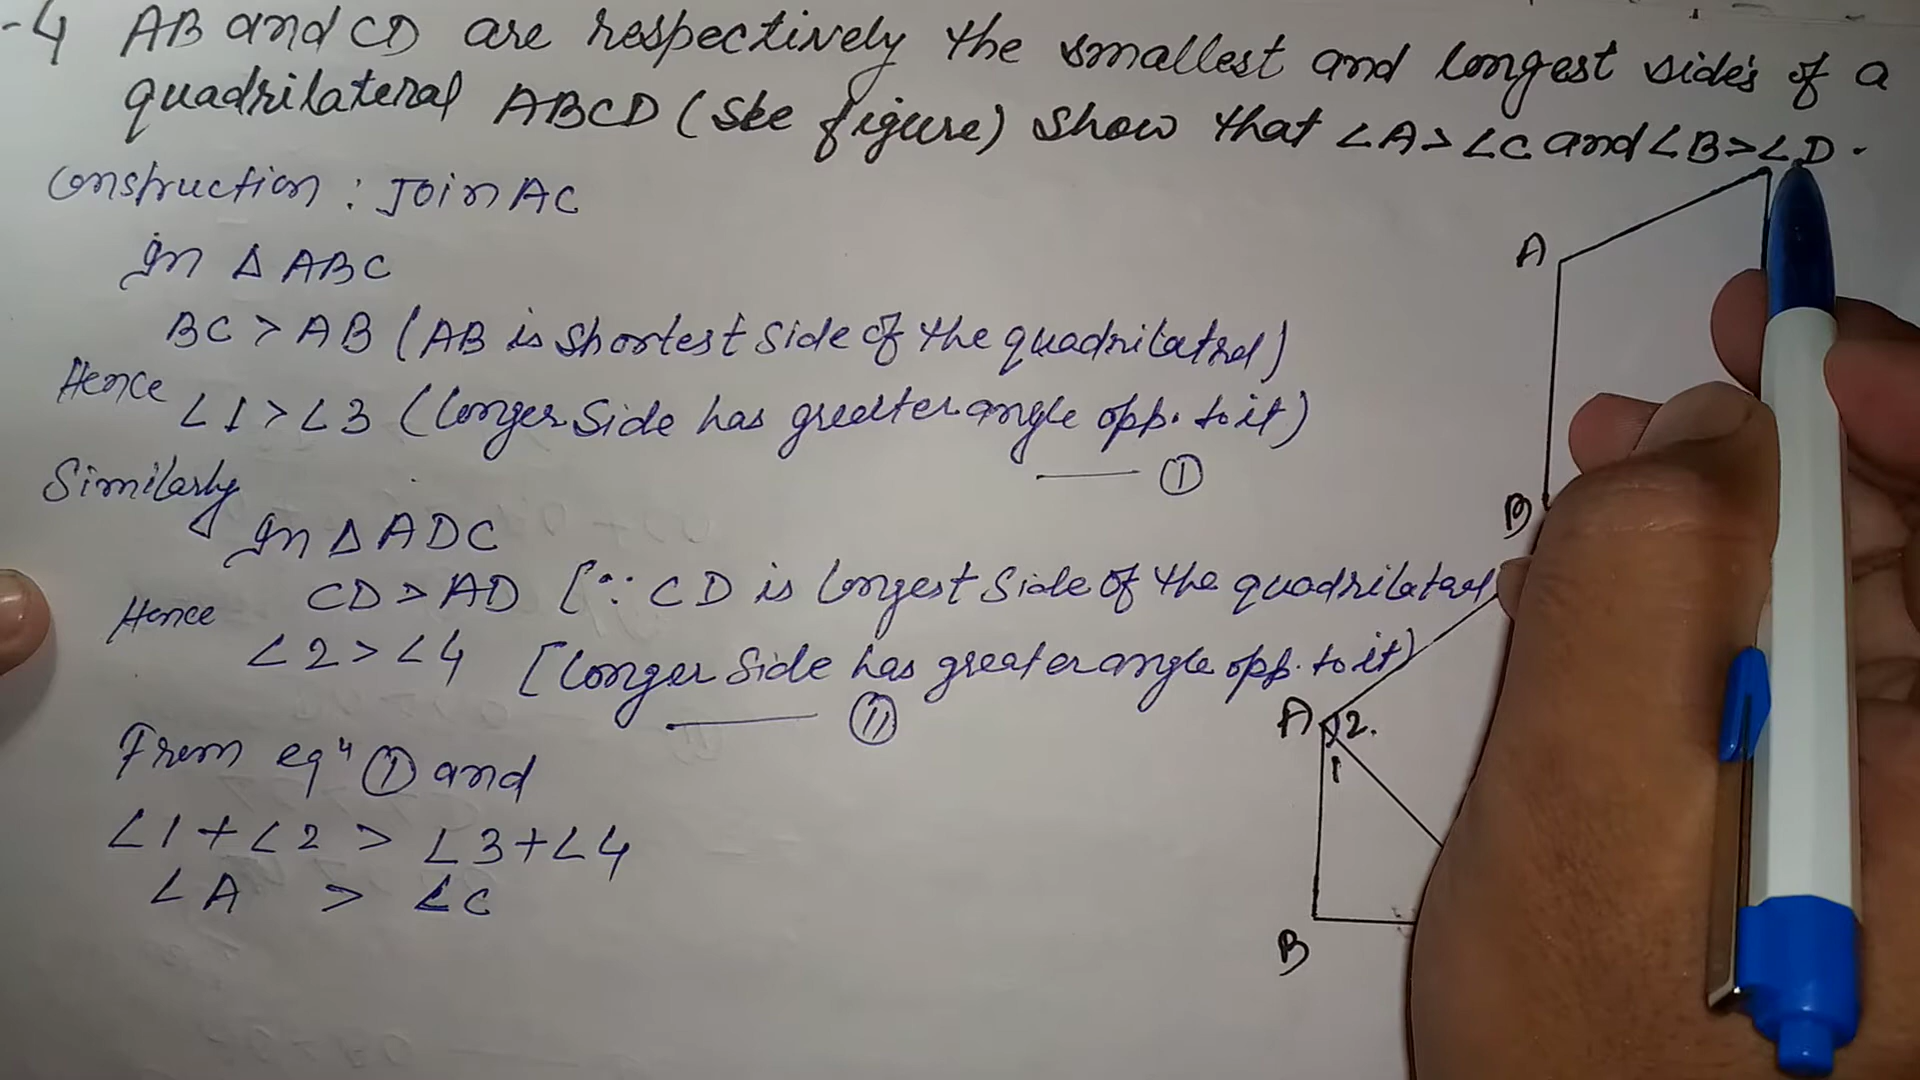 -4 AB and CD are respectively the smallest and longest sides of a
quadrilateral ABCD (See figure) show that ∠A > ∠C and ∠B > ∠D.
Construction : Join AC
In Δ ABC
BC > AB (AB is shortest side of the quadrilatral)
Hence ∠1 > ∠3 (longer side has greater angle opp. to it)
—— ①
Similarly
In Δ ADC
CD > AD [∵ CD is longest side of the quadrilateral
Hence ∠2 > ∠4 [longer side has greater angle opp. to it)
—— ⑪
From eqⁿ ① and
∠1 + ∠2 > ∠3 + ∠4
∠A > ∠C
A
B
A 2.
1
B